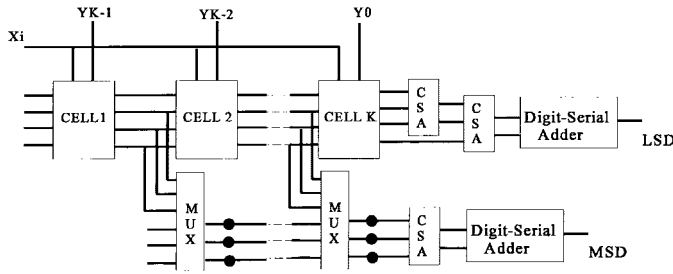 YK-1 YK-2 Y0
Xi
CELL1 CELL 2 CELL K
C S A
C S A
Digit-Serial Adder
LSD
M U X
M U X
C S A
Digit-Serial Adder
MSD